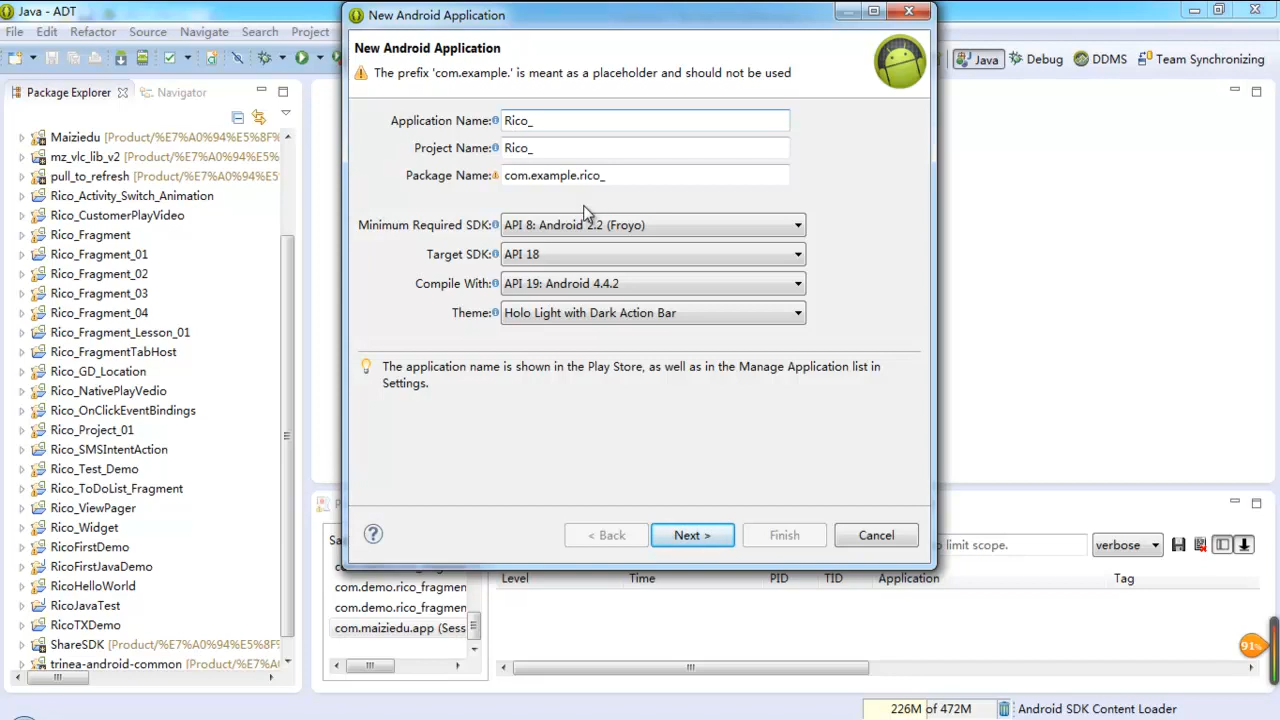 Java - ADT
File Edit Refactor Source Navigate Search Project
Java Debug DDMS Team Synchronizing
Package Explorer Navigator
Maiziedu [Product/%E7%A0%94%E5%8F%
mz_vlc_lib_v2 [Product/%E7%A0%94%
pull_to_refresh [Product/%E7%A0%94%E5
Rico_Activity_Switch_Animation
Rico_CustomerPlayVideo
Rico_Fragment
Rico_Fragment_01
Rico_Fragment_02
Rico_Fragment_03
Rico_Fragment_04
Rico_Fragment_Lesson_01
Rico_FragmentTabHost
Rico_GD_Location
Rico_NativePlayVedio
Rico_OnClickEventBindings
Rico_Project_01
Rico_SMSIntentAction
Rico_Test_Demo
Rico_ToDoList_Fragment
Rico_ViewPager
Rico_Widget
RicoFirstDemo
RicoFirstJavaDemo
RicoHelloWorld
RicoJavaTest
RicoTXDemo
ShareSDK [Product/%E7%A0%94%E5%8F
trinea-android-common [Product/%E7%A
New Android Application
New Android Application
The prefix 'com.example.' is meant as a placeholder and should not be used
Application Name: Rico_
Project Name: Rico_
Package Name: com.example.rico_
Minimum Required SDK: API 8: Android 2.2 (Froyo)
Target SDK: API 18
Compile With: API 19: Android 4.4.2
Theme: Holo Light with Dark Action Bar
The application name is shown in the Play Store, as well as in the Manage Application list in
Settings.
< Back Next > Finish Cancel
limit scope. verbose
Level Time PID TID Application Tag
com.demo.rico_fragmen
com.demo.rico_fragmen
com.maiziedu.app (Sess
91%
226M of 472M Android SDK Content Loader